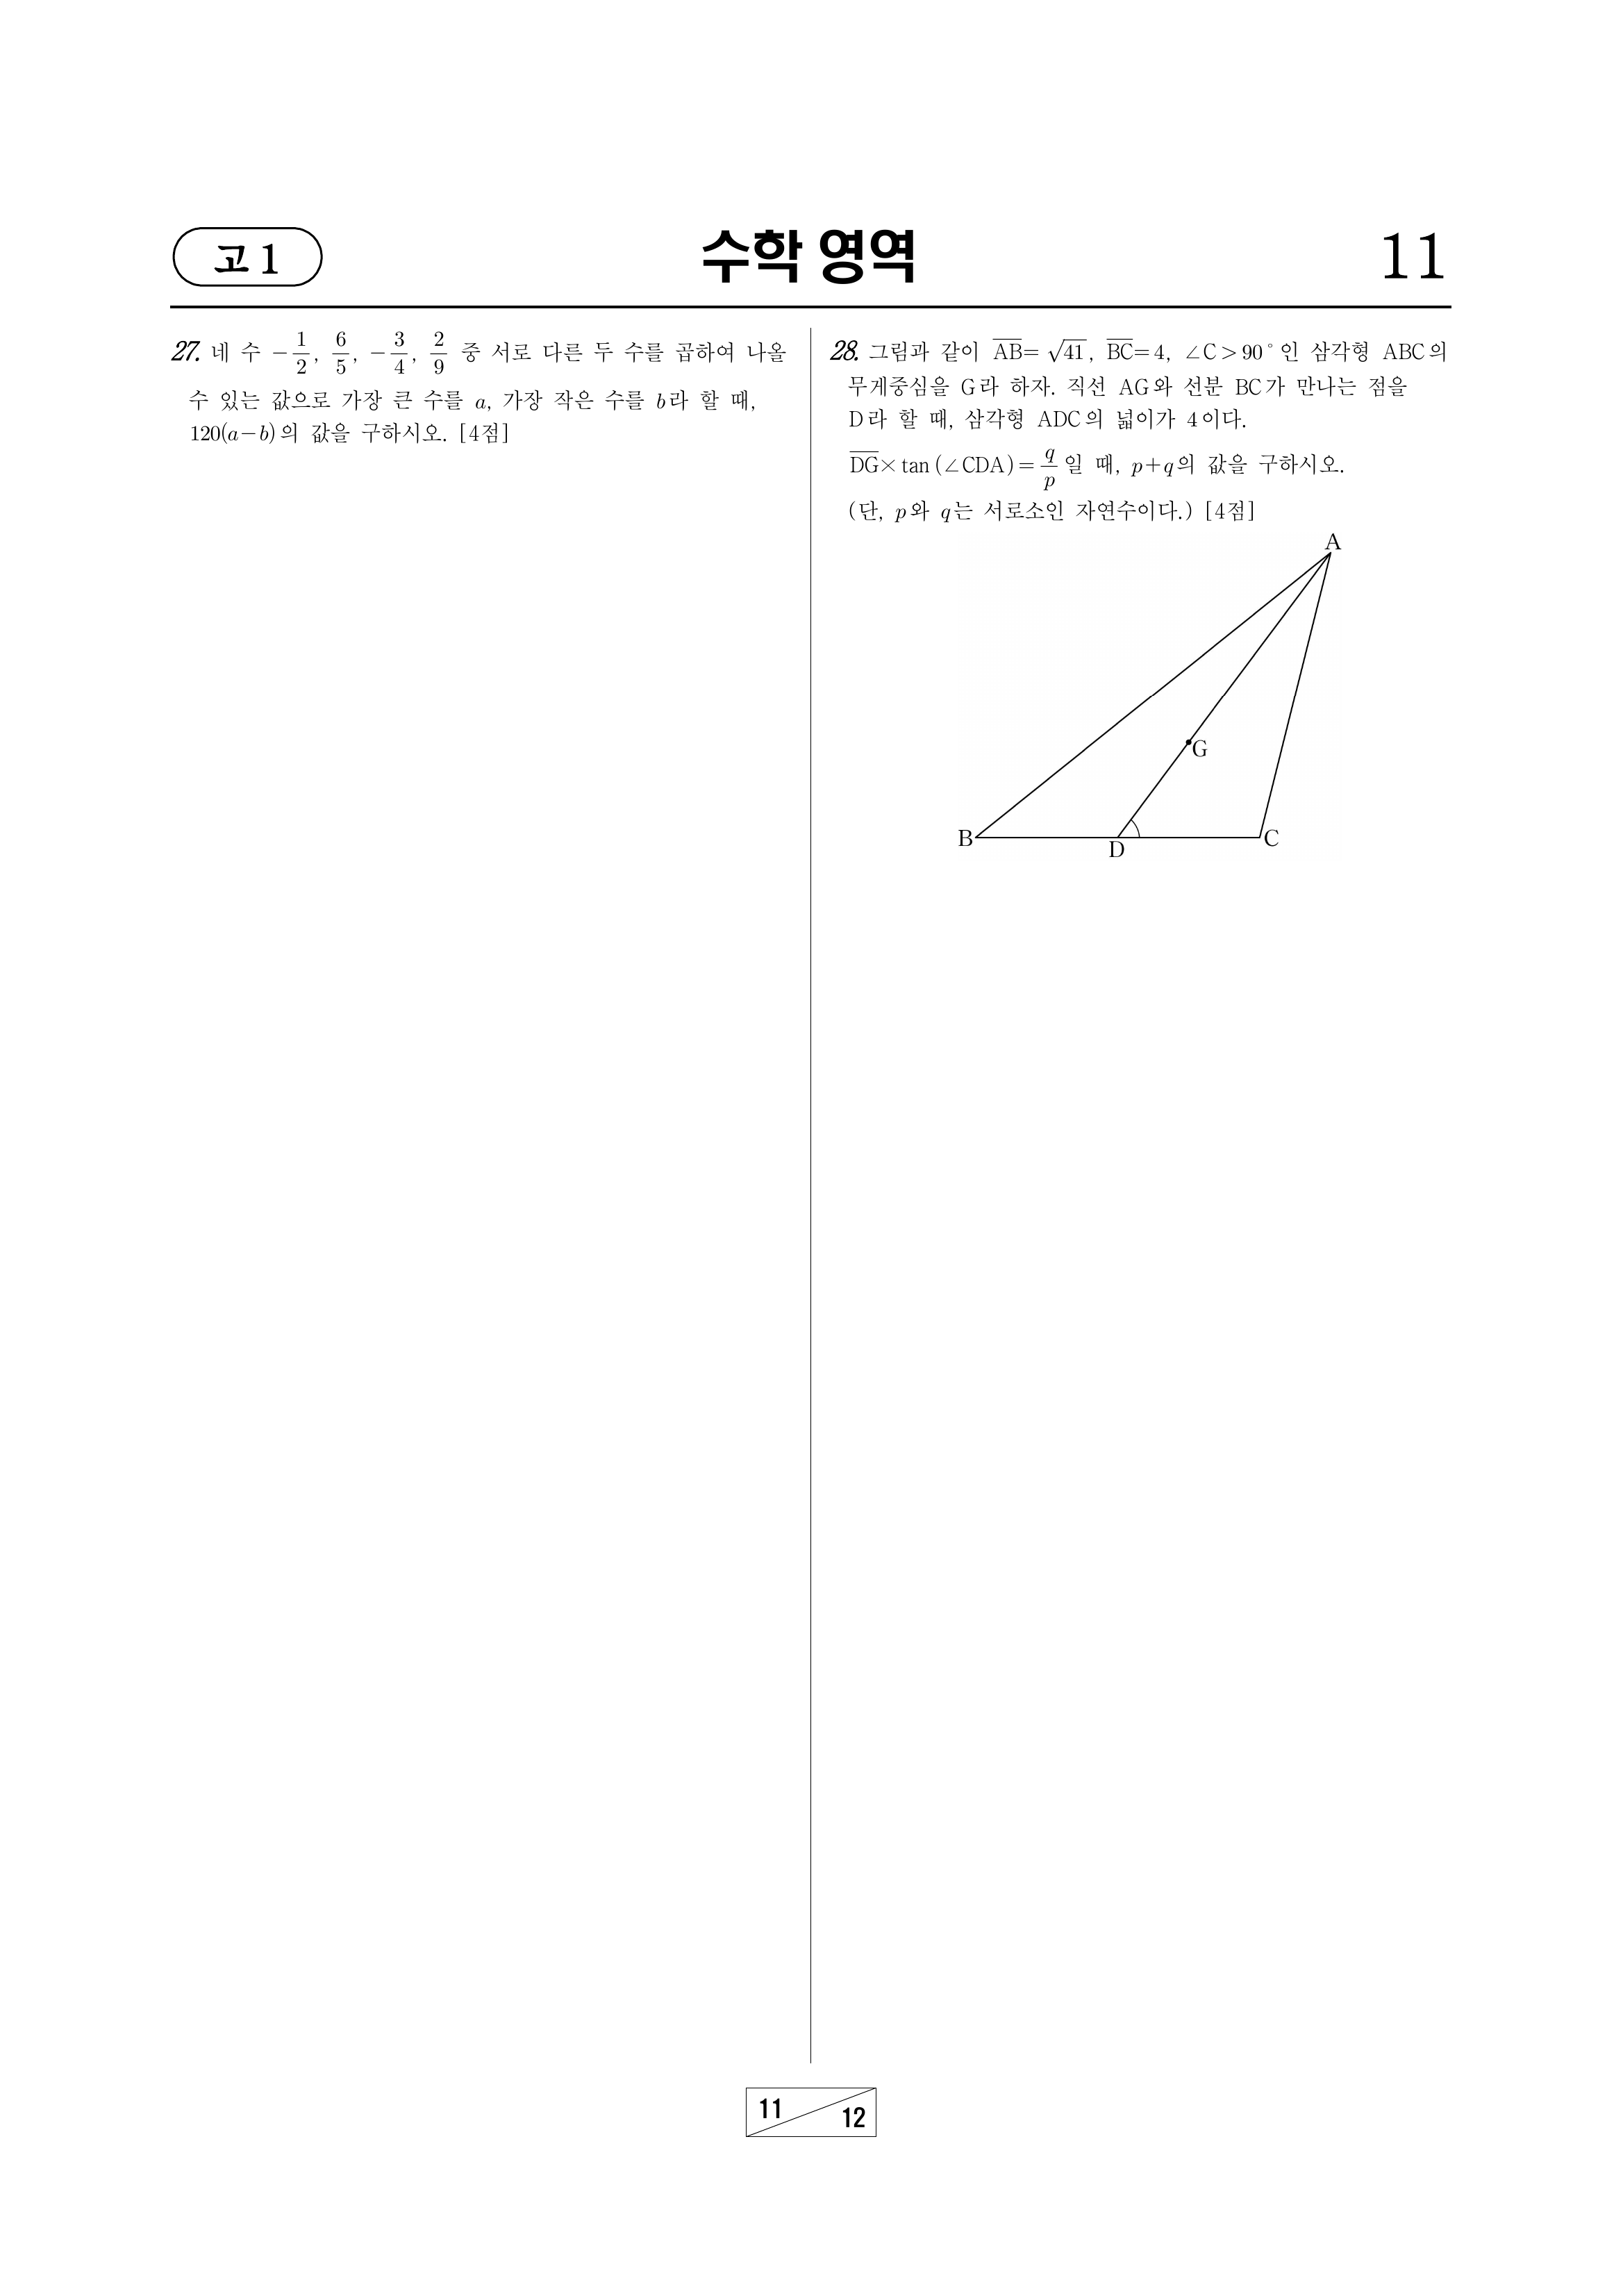 고 1
수학 영역
11
27. 네 수 $-\frac{1}{2}$, $\frac{6}{5}$, $-\frac{3}{4}$, $\frac{2}{9}$ 중 서로 다른 두 수를 곱하여 나올
수 있는 값으로 가장 큰 수를 $a$, 가장 작은 수를 $b$라 할 때,
$120(a-b)$의 값을 구하시오. [4점]
28. 그림과 같이 $\overline{AB}=\sqrt{41}$, $\overline{BC}=4$, ∠C>90°인 삼각형 ABC의
무게중심을 G라 하자. 직선 AG와 선분 BC가 만나는 점을
D라 할 때, 삼각형 ADC의 넓이가 4이다.
$\overline{DG}\times\tan(\angle CDA)=\frac{q}{p}$일 때, $p+q$의 값을 구하시오.
(단, $p$와 $q$는 서로소인 자연수이다.) [4점]
A
G
B
D
C
11
12